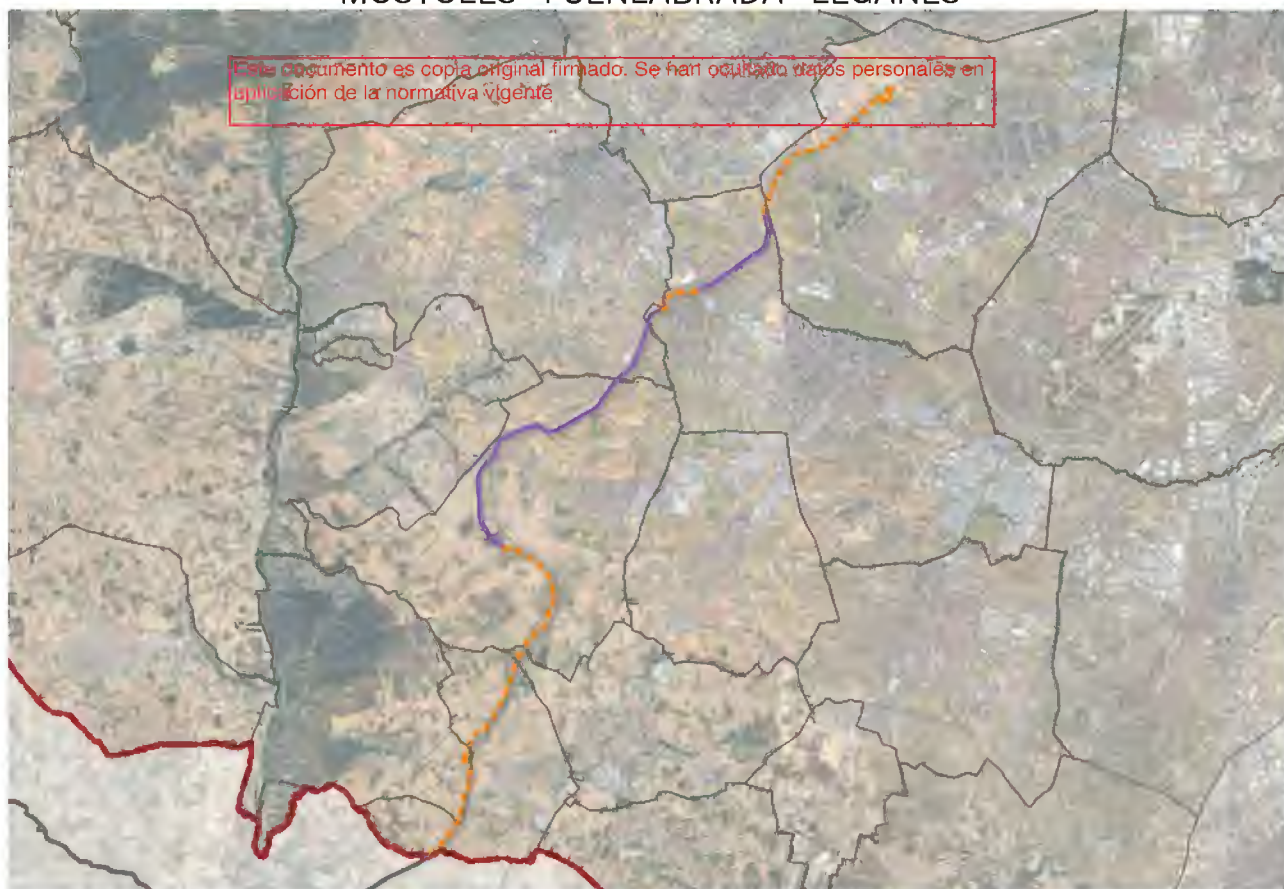 MÓSTOLES - FUENLABRADA - LEGANÉS
Este documento es copia original firmado. Se han ocultado datos personales en
aplicación de la normativa vigente